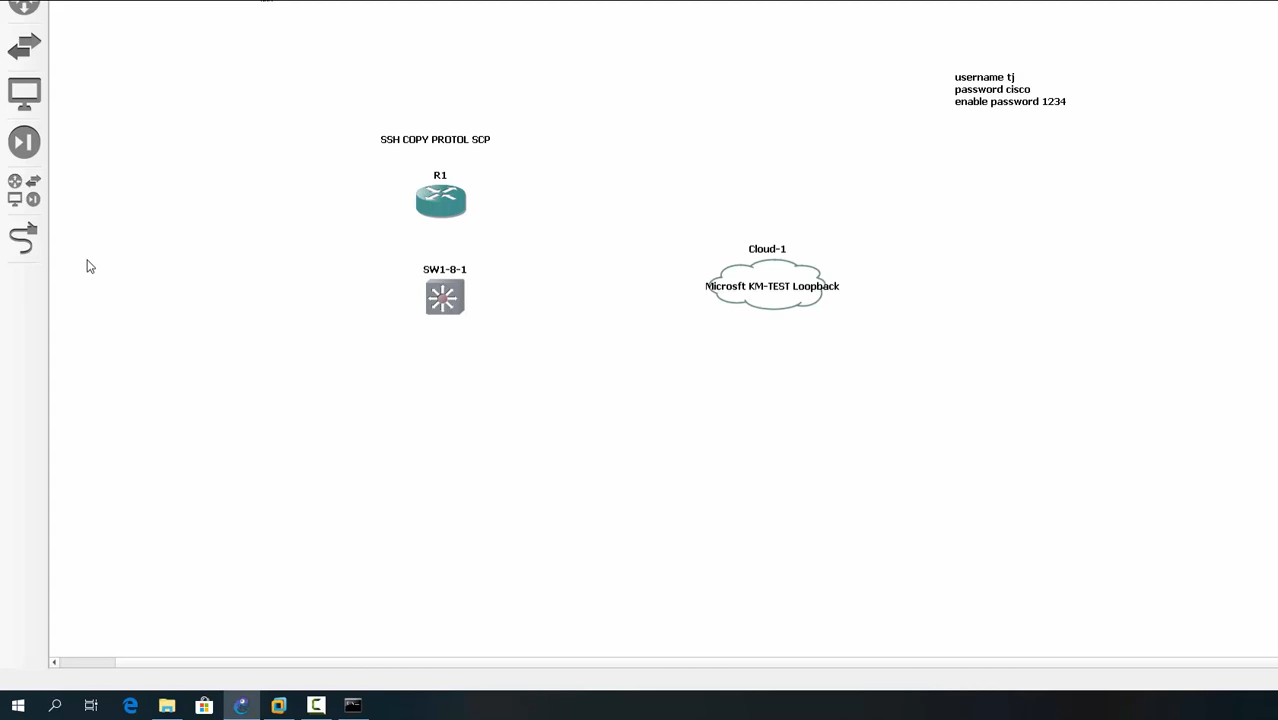 username tj
password cisco
enable password 1234
SSH COPY PROTOL SCP
R1
Cloud-1
SW1-8-1
Microsft KM-TEST Loopback